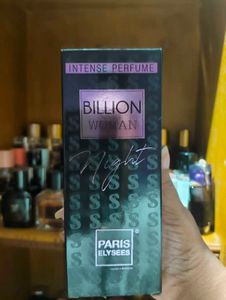 INTENSE PERFUME
BILLION
WOMAN
Night
PARIS
ELYSEES